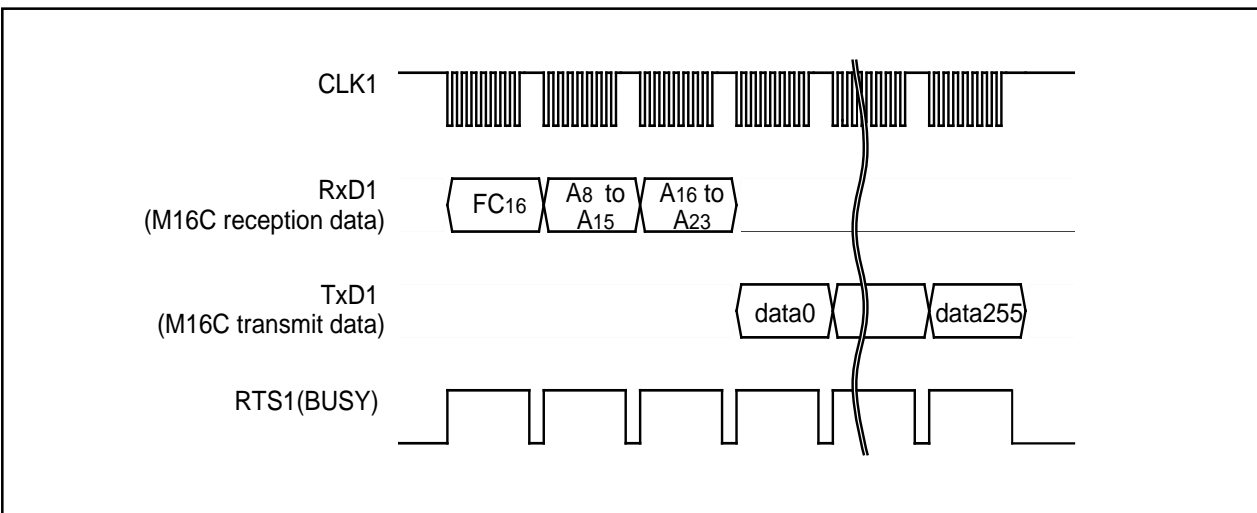 CLK1
RxD1
(M16C reception data)
FC16
A8 to
A15
A16 to
A23
TxD1
(M16C transmit data)
data0
data255
RTS1(BUSY)